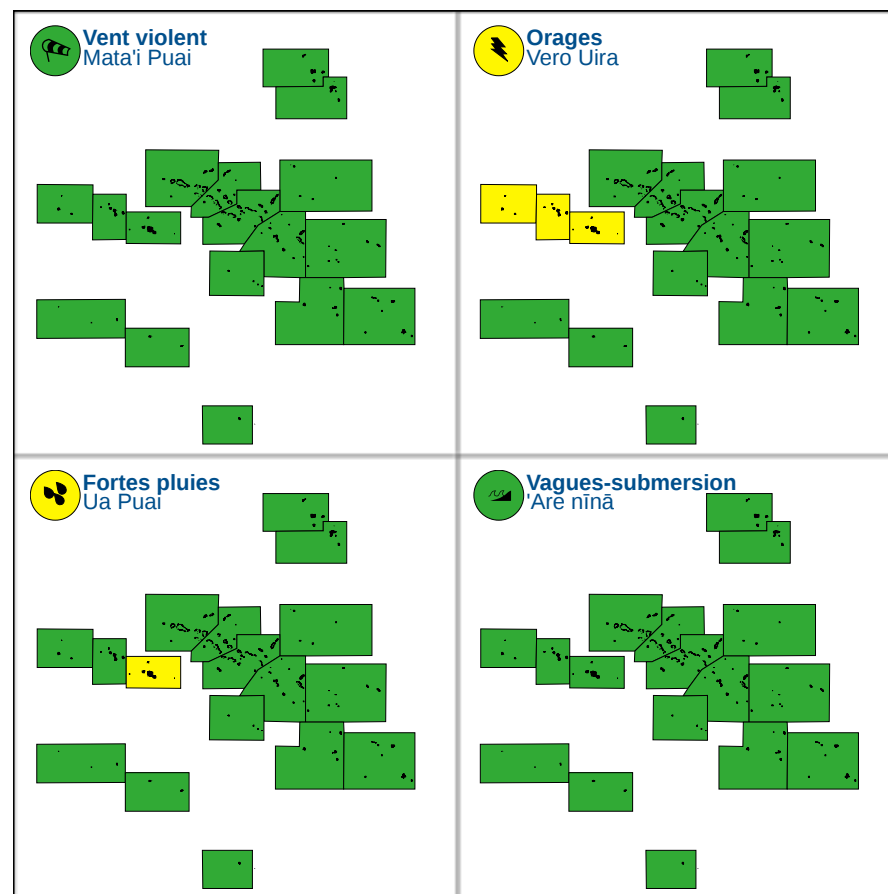 Vent violent
Mata'i Puai
Orages
Vero Uira
Fortes pluies
Ua Puai
Vagues-submersion
'Are nīnā